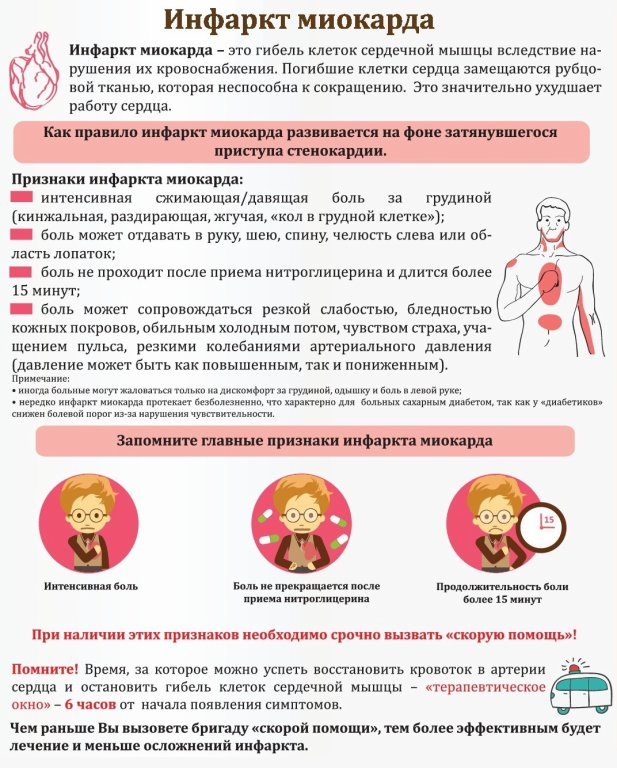 Инфаркт миокарда
Инфаркт миокарда – это гибель клеток сердечной мышцы вследствие на-
рушения их кровоснабжения. Погибшие клетки сердца замещаются рубцо-
вой тканью, которая неспособна к сокращению. Это значительно ухудшает
работу сердца.
Как правило инфаркт миокарда развивается на фоне затянувшегося
приступа стенокардии.
Признаки инфаркта миокарда:
интенсивная сжимающая/давящая боль за грудиной
(кинжальная, раздирающая, жгучая, «кол в грудной клетке»);
боль может отдавать в руку, шею, спину, челюсть слева или об-
ласть лопаток;
боль не проходит после приема нитроглицерина и длится более
15 минут;
боль может сопровождаться резкой слабостью, бледностью
кожных покровов, обильным холодным потом, чувством страха, уча-
щением пульса, резкими колебаниями артериального давления
(давление может быть как повышенным, так и пониженным).
Примечание:
• иногда больные могут жаловаться только на дискомфорт за грудиной, одышку и боль в левой руке;
• нередко инфаркт миокарда протекает безболезненно, что характерно для больных сахарным диабетом, так как у «диабетиков»
снижен болевой порог из-за нарушения чувствительности.
Запомните главные признаки инфаркта миокарда
15
Интенсивная боль
Боль не прекращается после
приема нитроглицерина
Продолжительность боли
более 15 минут
При наличии этих признаков необходимо срочно вызвать «скорую помощь»!
Помните! Время, за которое можно успеть восстановить кровоток в артерии
сердца и остановить гибель клеток сердечной мышцы – «терапевтическое
окно» – 6 часов от начала появления симптомов.
Чем раньше Вы вызовете бригаду «скорой помощи», тем более эффективным будет
лечение и меньше осложнений инфаркта.